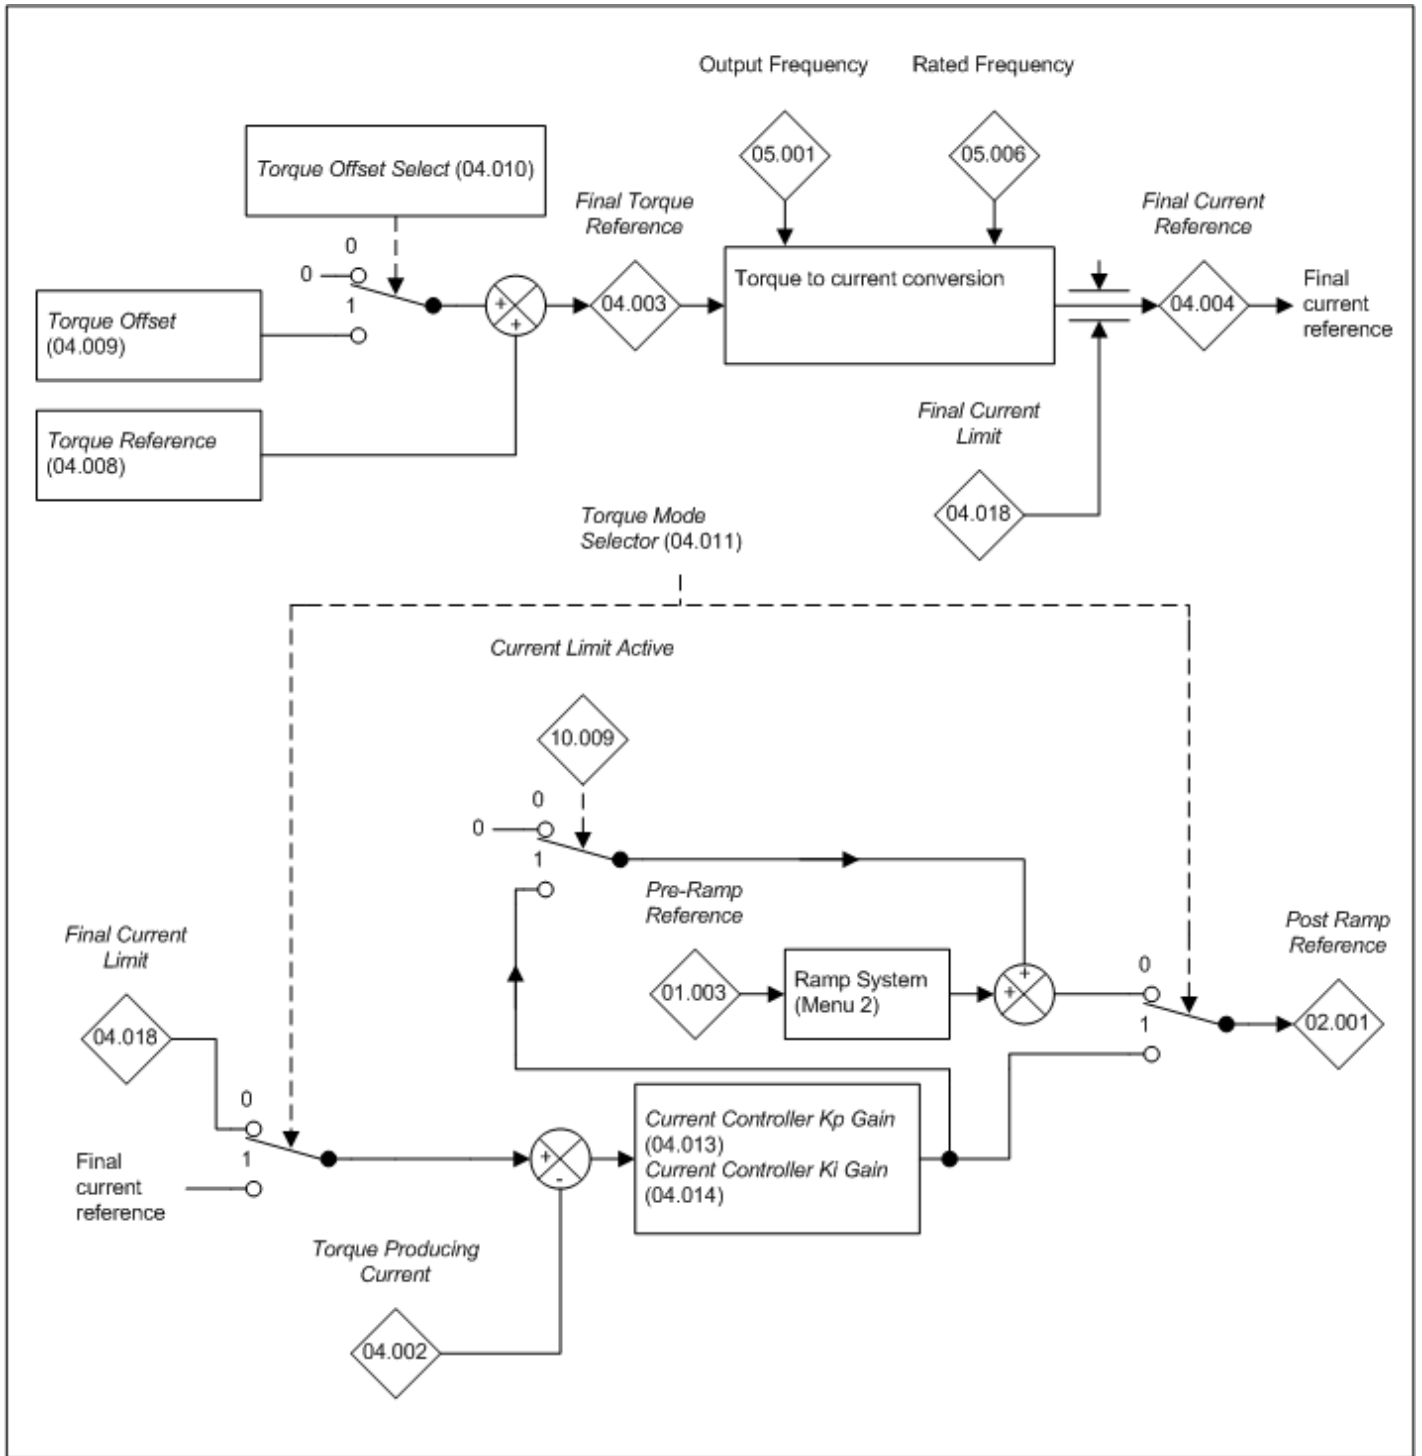 Output Frequency
Rated Frequency
05.001
05.006
Torque Offset Select (04.010)
Final Torque
Reference
Final Current
Reference
0
0
1
Torque Offset
(04.009)
+
+
04.003
Torque to current conversion
04.004
Final
current
reference
Torque Reference
(04.008)
Final Current
Limit
04.018
Torque Mode
Selector (04.011)
Current Limit Active
10.009
0
0
1
Pre-Ramp
Reference
01.003
Ramp System
(Menu 2)
+
+
0
1
Post Ramp
Reference
02.001
Final Current
Limit
04.018
0
1
Final
current
reference
+
-
Current Controller Kp Gain
(04.013)
Current Controller Ki Gain
(04.014)
Torque Producing
Current
04.002